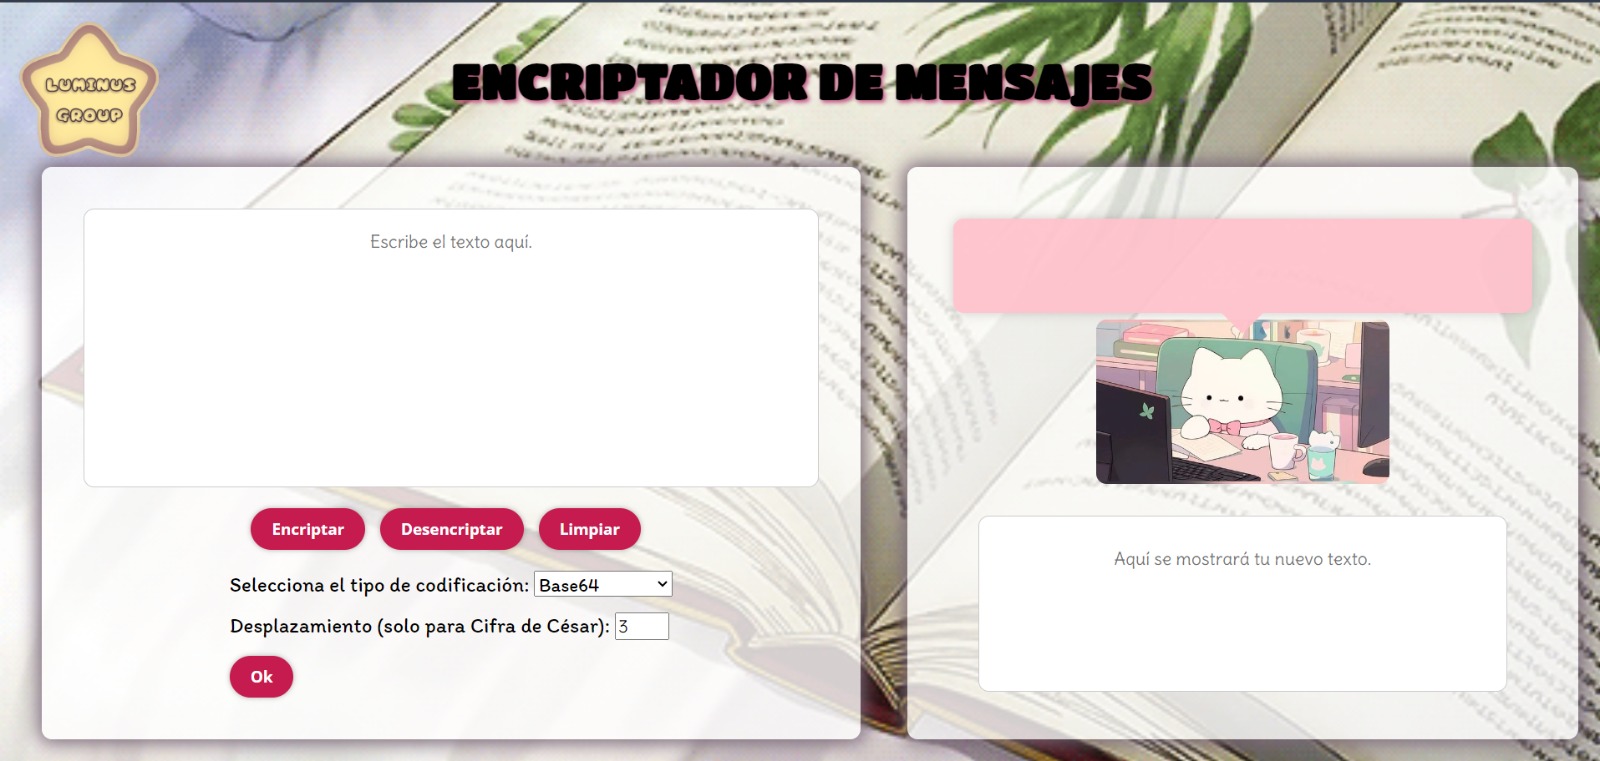 LUMINUS
GROUP
ENCRIPTADOR DE MENSAJES
Escribe el texto aquí.
Encriptar Desencriptar Limpiar
Selecciona el tipo de codificación: Base64
Desplazamiento (solo para Cifra de César): 3
Ok
Aquí se mostrará tu nuevo texto.